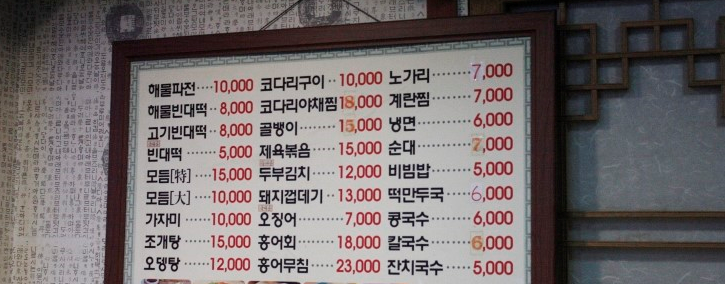 해물파전 10,000 코다리구이 10,000 노가리 7,000
해물빈대떡 8,000 코다리야채찜 18,000 계란찜 7,000
고기빈대떡 8,000 골뱅이 15,000 냉면 6,000
빈대떡 5,000 제육볶음 15,000 순대 7,000
모듬[特] 15,000 두부김치 12,000 비빔밥 5,000
모듬[大] 10,000 돼지껍데기 13,000 떡만두국 6,000
가자미 10,000 오징어 7,000 콩국수 6,000
조개탕 15,000 홍어회 18,000 칼국수 6,000
오뎅탕 12,000 홍어무침 23,000 잔치국수 5,000